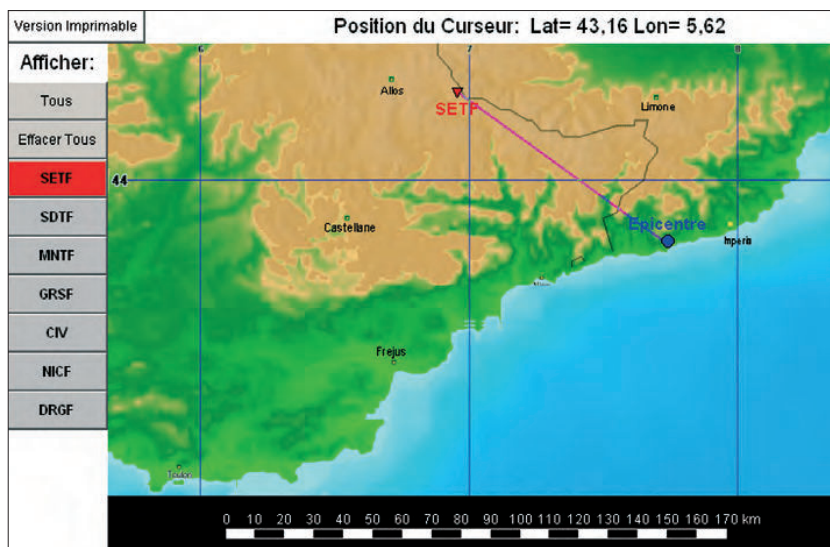 Version Imprimable
Position du Curseur: Lat= 43,16 Lon= 5,62
Afficher:
Tous
Effacer Tous
SETF
SDTF
MNTF
GRSF
CIV
NICF
DRGF
6 7 8
Allos
SETF
Limone
44
Castellane
Epicentre
Imperia
Frejus
Toulon
0 10 20 30 40 50 60 70 80 90 100 110 120 130 140 150 160 170 km